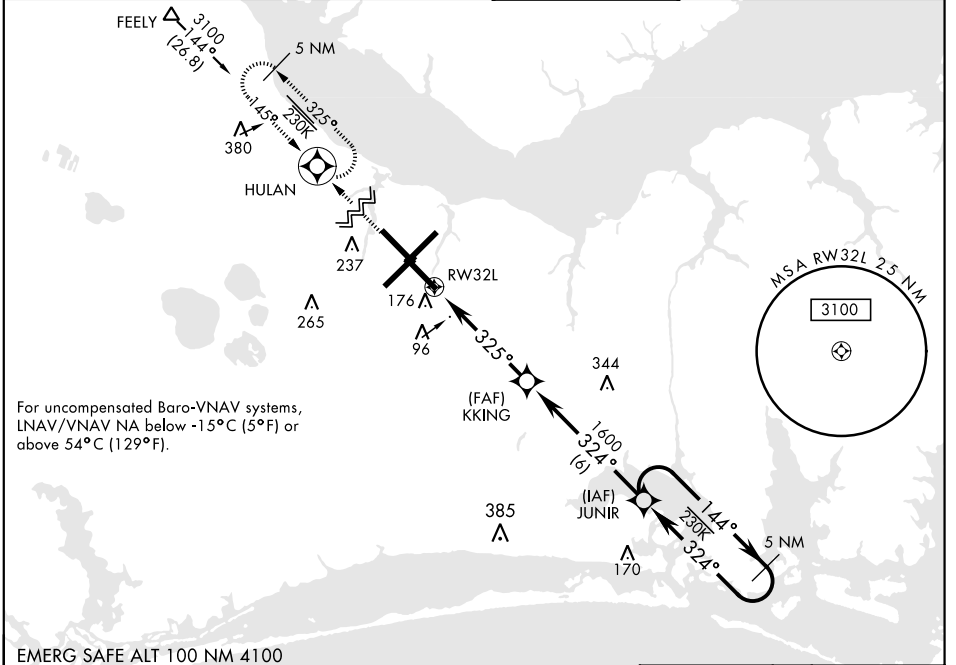 FEELY
3100
144°
(26.8)
5 NM
325°
230K
145°
380
HULAN
237
RW32L
176
265
96
325°
344
(FAF)
KKING
MSA RW32L 25 NM
3100
For uncompensated Baro-VNAV systems,
LNAV/VNAV NA below -15°C (5°F) or
above 54°C (129°F).
1600
324°
(6)
(IAF)
JUNIR
144°
230K
324°
5 NM
385
170
EMERG SAFE ALT 100 NM 4100